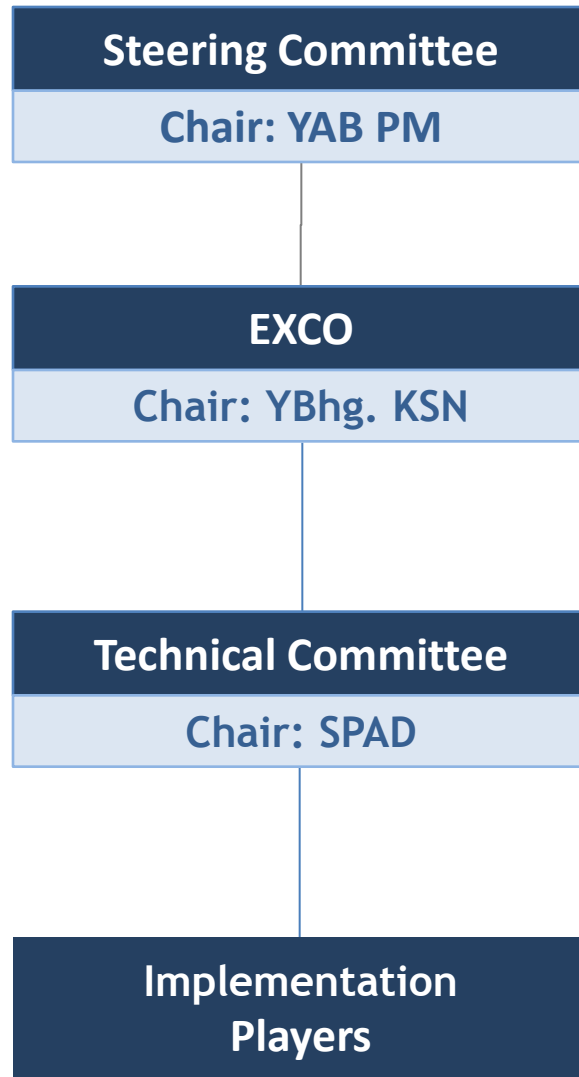 Steering Committee
Chair: YAB PM
EXCO
Chair: YBhg. KSN
Technical Committee
Chair: SPAD
Implementation
Players